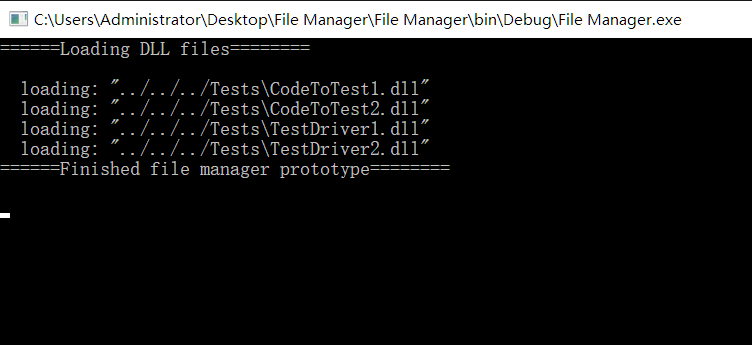 C:\Users\Administrator\Desktop\File Manager\File Manager\bin\Debug\File Manager.exe
======Loading DLL files========
loading: "../../../Tests\CodeToTest1.dll"
loading: "../../../Tests\CodeToTest2.dll"
loading: "../../../Tests\TestDriver1.dll"
loading: "../../../Tests\TestDriver2.dll"
======Finished file manager prototype========